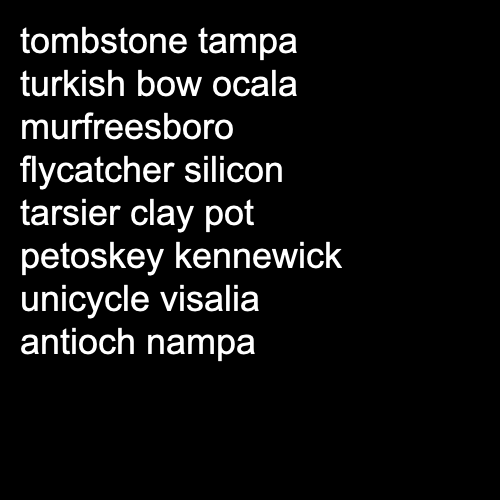 tombstone tampa
turkish bow ocala
murfreesboro
flycatcher silicon
tarsier clay pot
petoskey kennewick
unicycle visalia
antioch nampa